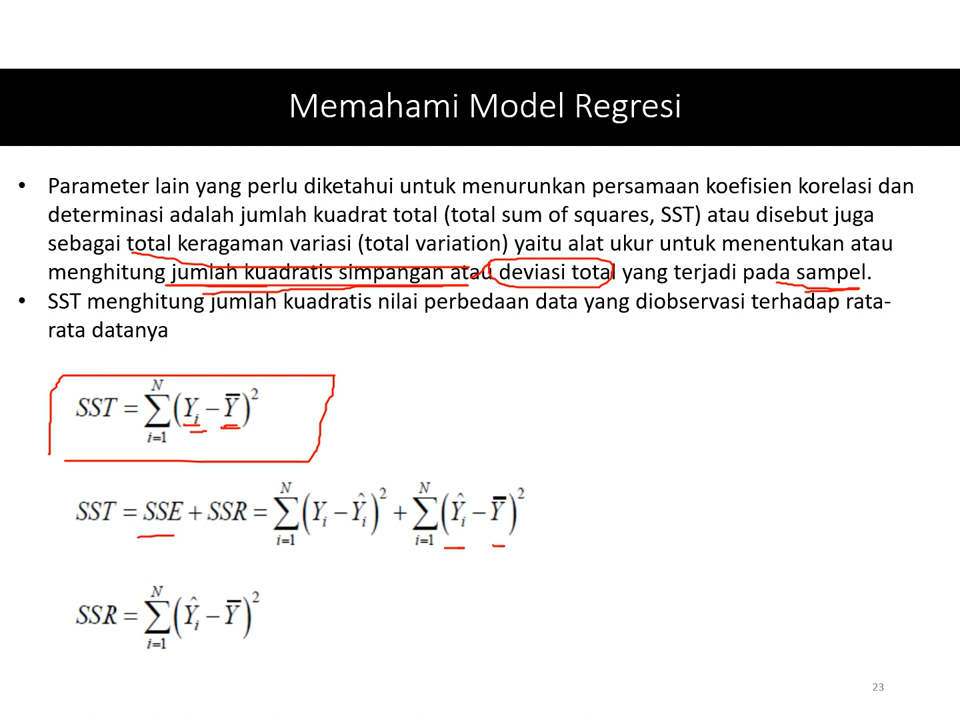 Memahami Model Regresi
• Parameter lain yang perlu diketahui untuk menurunkan persamaan koefisien korelasi dan
determinasi adalah jumlah kuadrat total (total sum of squares, SST) atau disebut juga
sebagai total keragaman variasi (total variation) yaitu alat ukur untuk menentukan atau
menghitung jumlah kuadratis simpangan atau deviasi total yang terjadi pada sampel.
• SST menghitung jumlah kuadratis nilai perbedaan data yang diobservasi terhadap rata-
rata datanya
SST = ∑_{i=1}^{N} (Y_i − Ȳ)^2
SST = SSE + SSR = ∑_{i=1}^{N} (Y_i − Ŷ_i)^2 + ∑_{i=1}^{N} (Ŷ_i − Ȳ)^2
SSR = ∑_{i=1}^{N} (Ŷ_i − Ȳ)^2
23